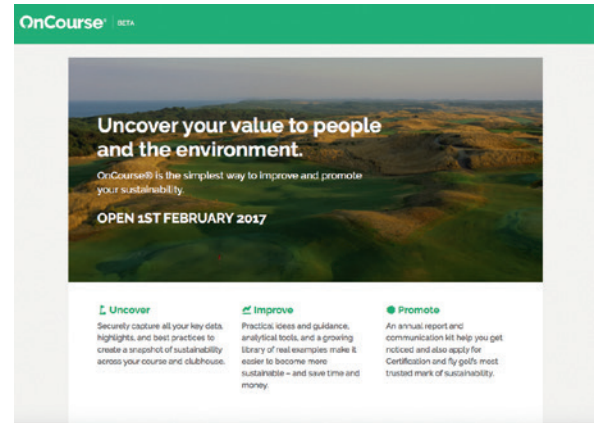 OnCourse® BETA
Uncover your value to people
and the environment.
OnCourse® is the simplest way to improve and promote
your sustainability.
OPEN 1ST FEBRUARY 2017
Uncover
Securely capture all your key data,
highlights, and best practices to
create a snapshot of sustainability
across your course and clubhouse.
Improve
Practical ideas and guidance,
analytical tools, and a growing
library of real examples make it
easier to become more
sustainable – and save time and
money.
Promote
An annual report and
communication kit help you get
noticed and also apply for
Certification and fly golf's most
trusted mark of sustainability.